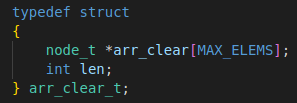 typedef struct
{
    node_t *arr_clear[MAX_ELEMS];
    int len;
} arr_clear_t;